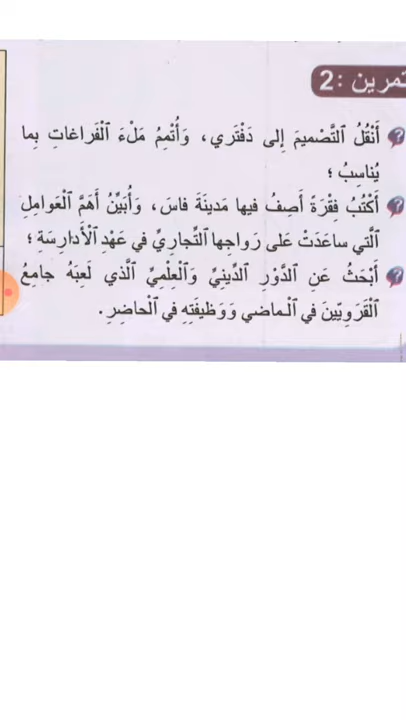 تمرين :2
أَنْقُلُ ٱلتَّصْميمَ إِلى دَفْتَري، وَأُتْمِمُ مَلْءَ ٱلْفَراغاتِ بِما
يُناسِبُ ؛
أَكْتُبُ فِقْرَةً أَصِفُ فيها مَدينَةَ فاسَ، وَأُبَيِّنُ أَهَمَّ ٱلْعَوامِلِ
ٱلَّتي ساعَدَتْ عَلى رَواجِها ٱلتِّجارِيِّ في عَهْدِ ٱلْأَدارِسَةِ ؛
أَبْحَثُ عَنِ ٱلدَّوْرِ ٱلدِّينِيِّ وَٱلْعِلْمِيِّ ٱلَّذي لَعِبَهُ جامِعُ
ٱلْقَرَوِيّينَ في ٱلْماضي وَوَظيفَتِهِ في ٱلْحاضِرِ.